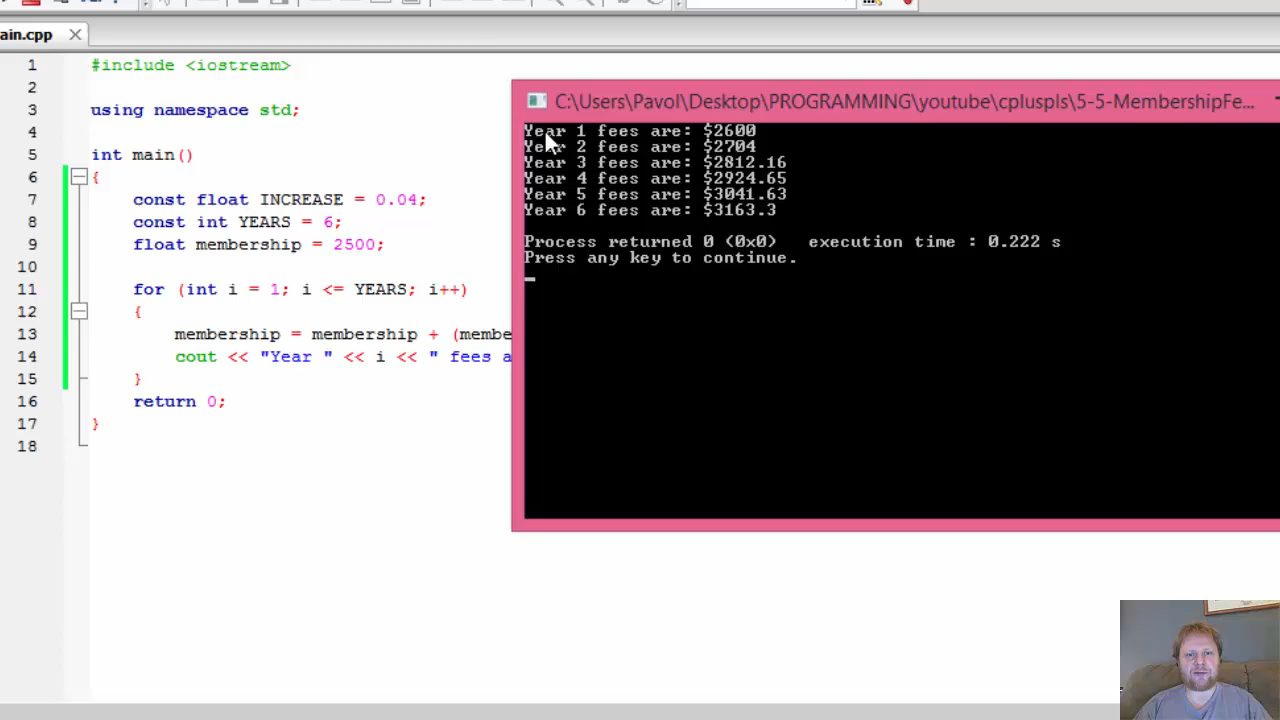 ain.cpp
1 #include <iostream>
2
3 using namespace std;
4
5 int main()
6 {
7 const float INCREASE = 0.04;
8 const int YEARS = 6;
9 float membership = 2500;
10
11 for (int i = 1; i <= YEARS; i++)
12 {
13 membership = membership + (membe
14 cout << "Year " << i << " fees a
15 }
16 return 0;
17 }
18
C:\Users\Pavol\Desktop\PROGRAMMING\youtube\cpluspls\5-5-MembershipFe...
Year 1 fees are: $2600
Year 2 fees are: $2704
Year 3 fees are: $2812.16
Year 4 fees are: $2924.65
Year 5 fees are: $3041.63
Year 6 fees are: $3163.3
Process returned 0 (0x0) execution time : 0.222 s
Press any key to continue.